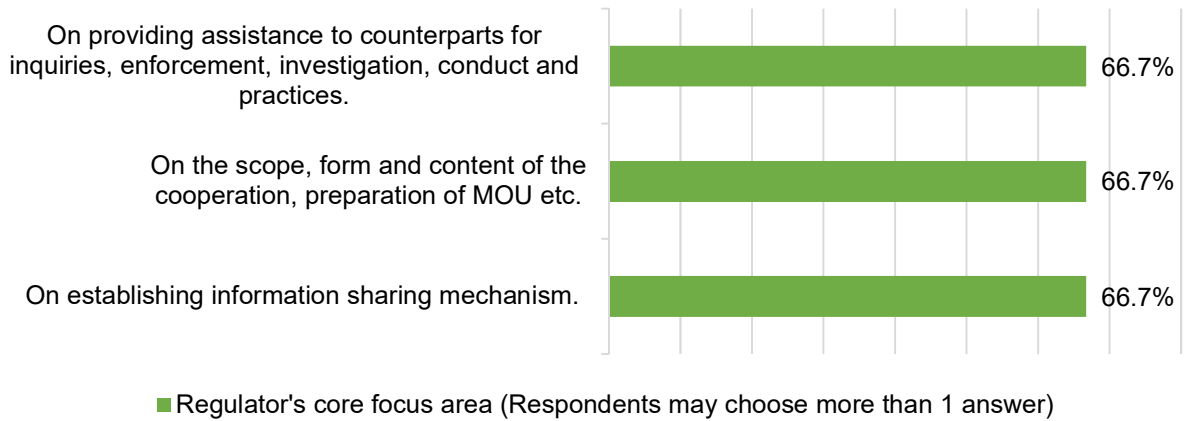 On providing assistance to counterparts for
inquiries, enforcement, investigation, conduct and
practices.
66.7%
On the scope, form and content of the
cooperation, preparation of MOU etc.
66.7%
On establishing information sharing mechanism.
66.7%
Regulator's core focus area (Respondents may choose more than 1 answer)